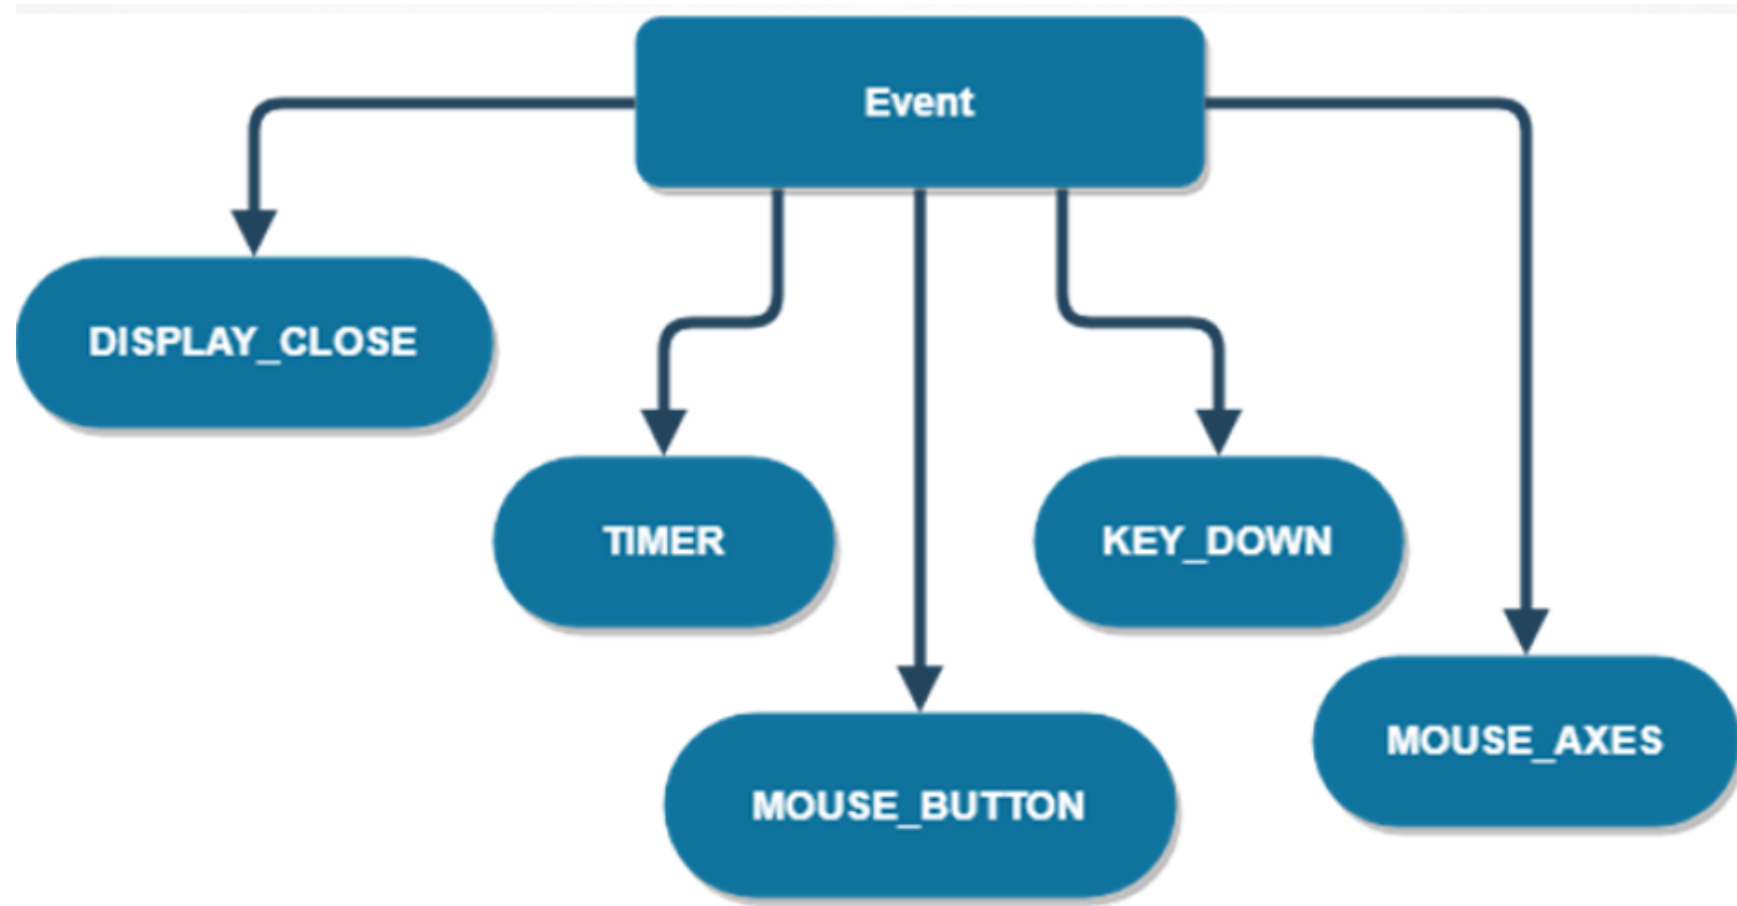 Event
DISPLAY_CLOSE
TIMER
KEY_DOWN
MOUSE_AXES
MOUSE_BUTTON